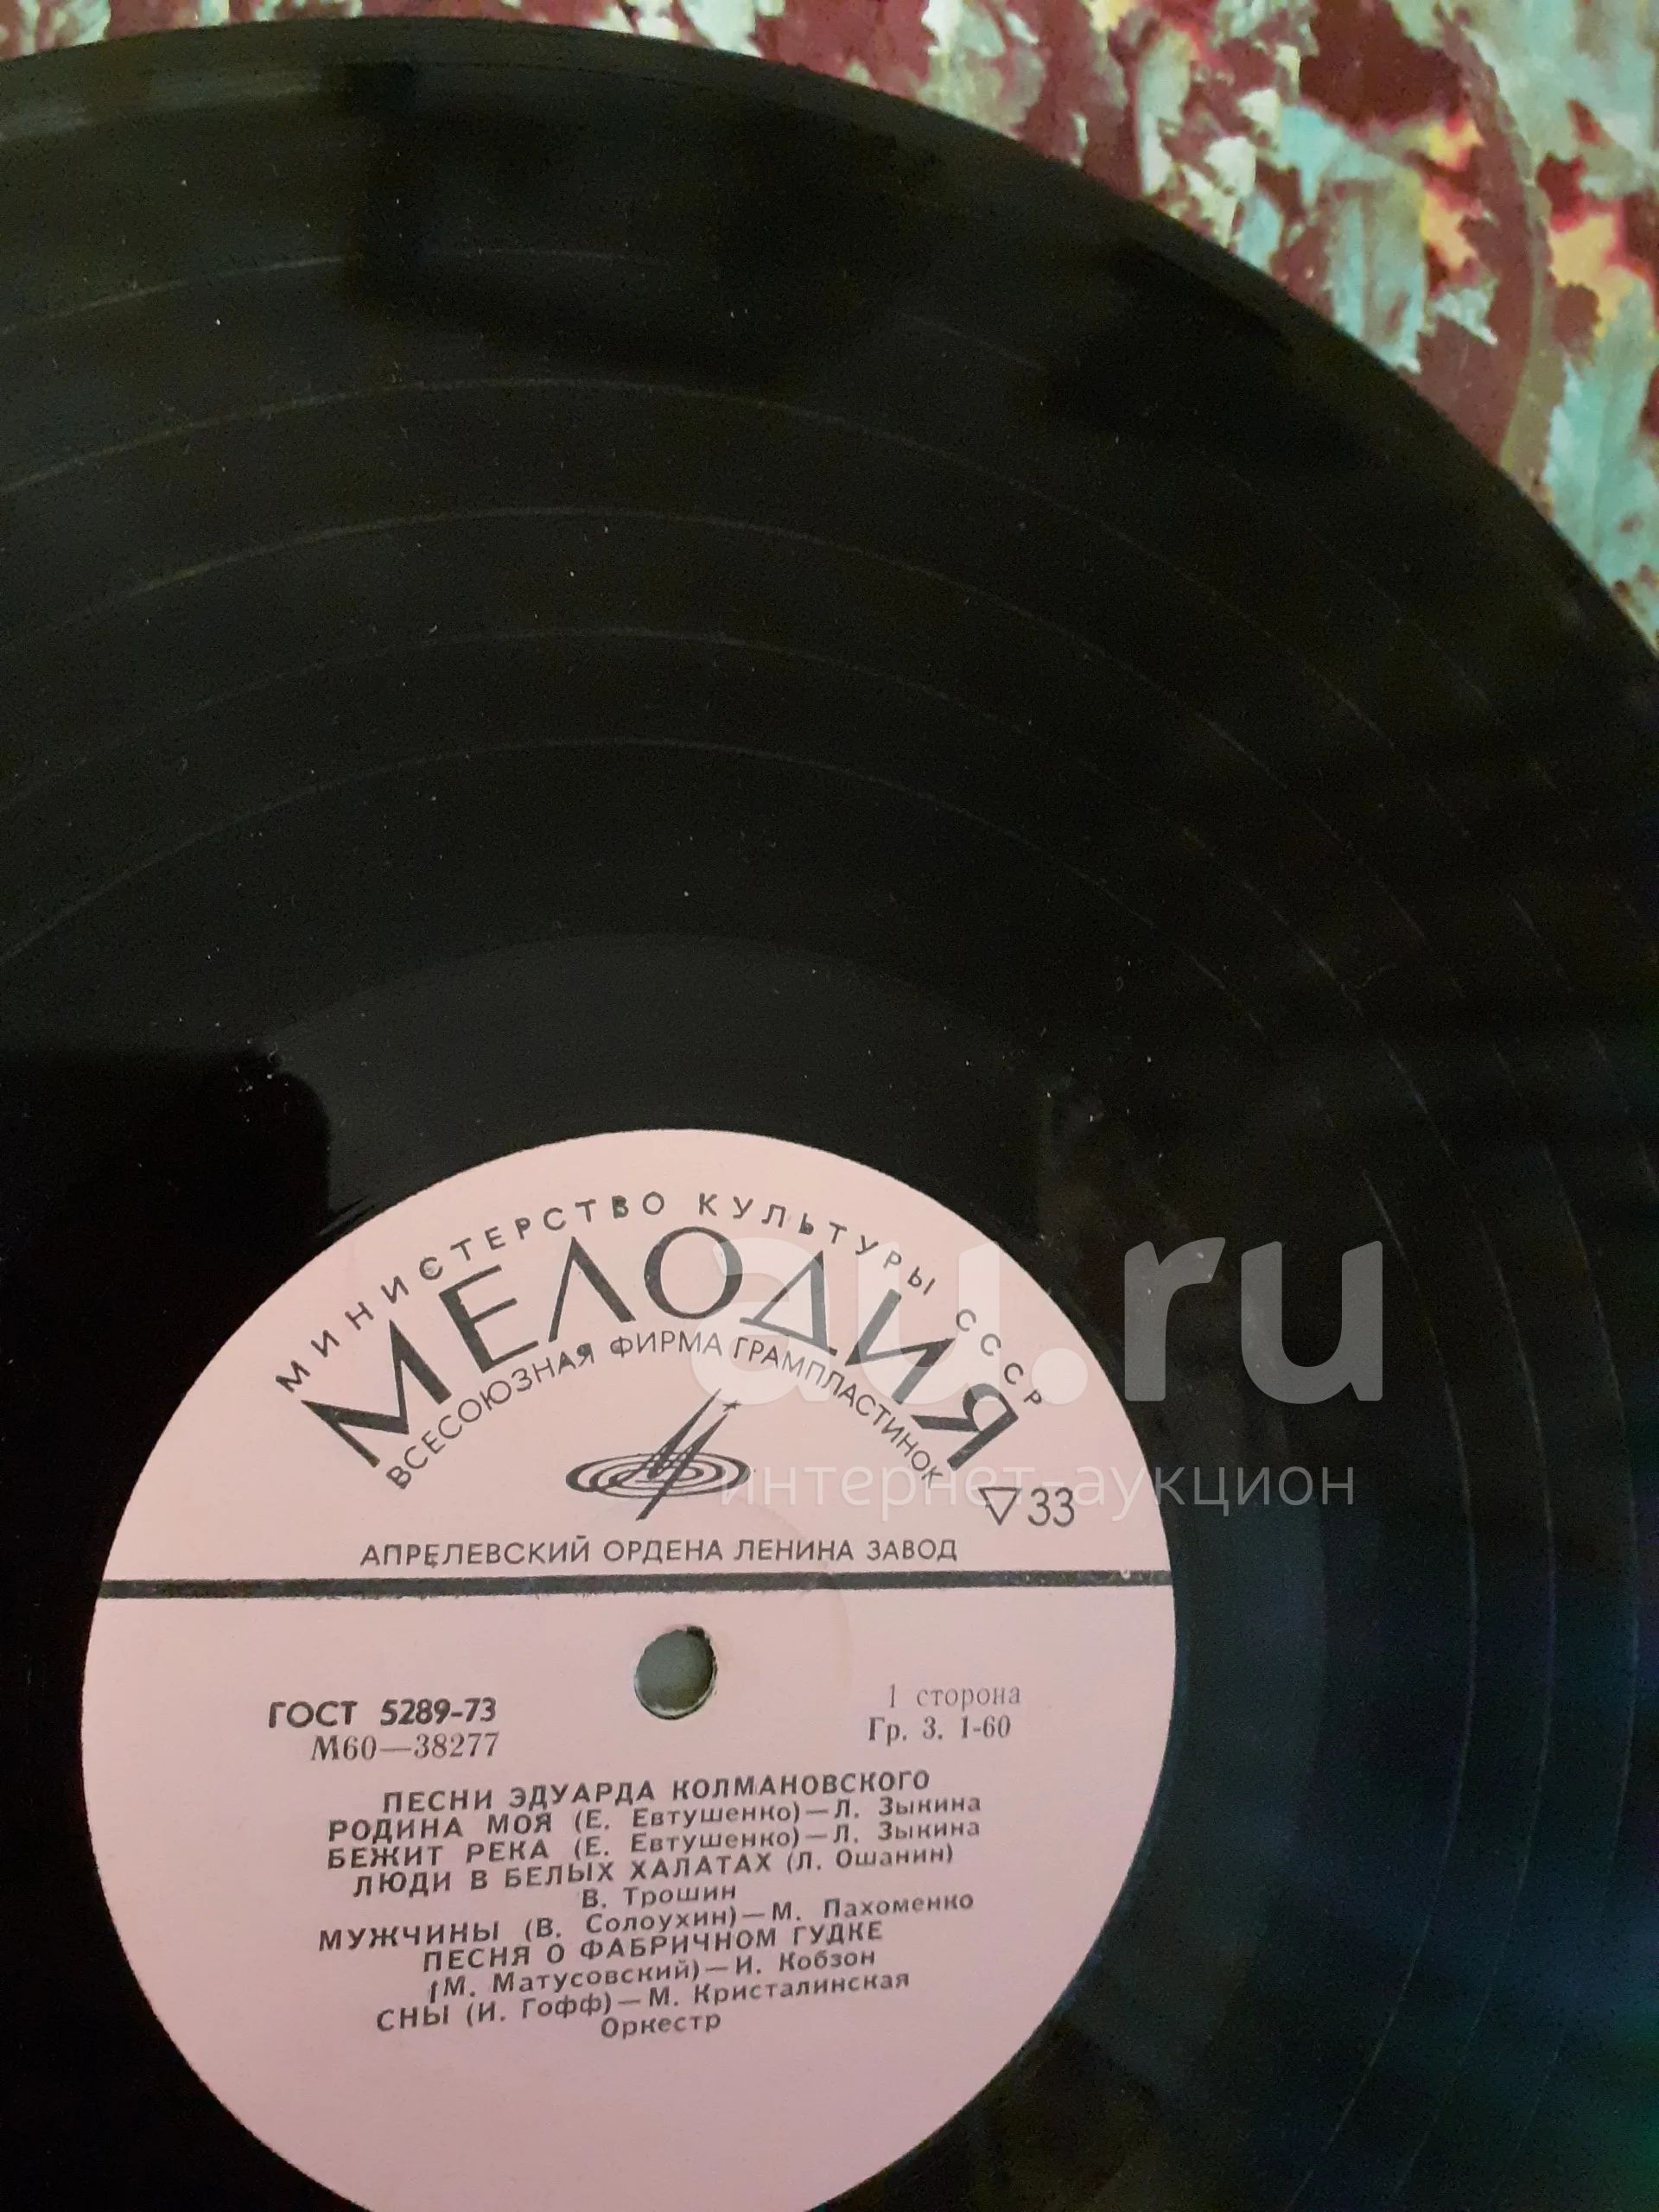 МИНИСТЕРСТВО КУЛЬТУРЫ СССР
МЕЛОДИЯ
ВСЕСОЮЗНАЯ ФИРМА ГРАМПЛАСТИНОК
au.ru
интернет-аукцион
33
АПРЕЛЕВСКИЙ ОРДЕНА ЛЕНИНА ЗАВОД
ГОСТ 5289-73
М60—38277
1 сторона
Гр. 3. 1-60
ПЕСНИ ЭДУАРДА КОЛМАНОВСКОГО
РОДИНА МОЯ (Е. Евтушенко)—Л. Зыкина
БЕЖИТ РЕКА (Е. Евтушенко)—Л. Зыкина
ЛЮДИ В БЕЛЫХ ХАЛАТАХ (Л. Ошанин)
В. Трошин
МУЖЧИНЫ (В. Солоухин)—М. Пахоменко
ПЕСНЯ О ФАБРИЧНОМ ГУДКЕ
(М. Матусовский)—И. Кобзон
СНЫ (И. Гофф)—М. Кристалинская
Оркестр